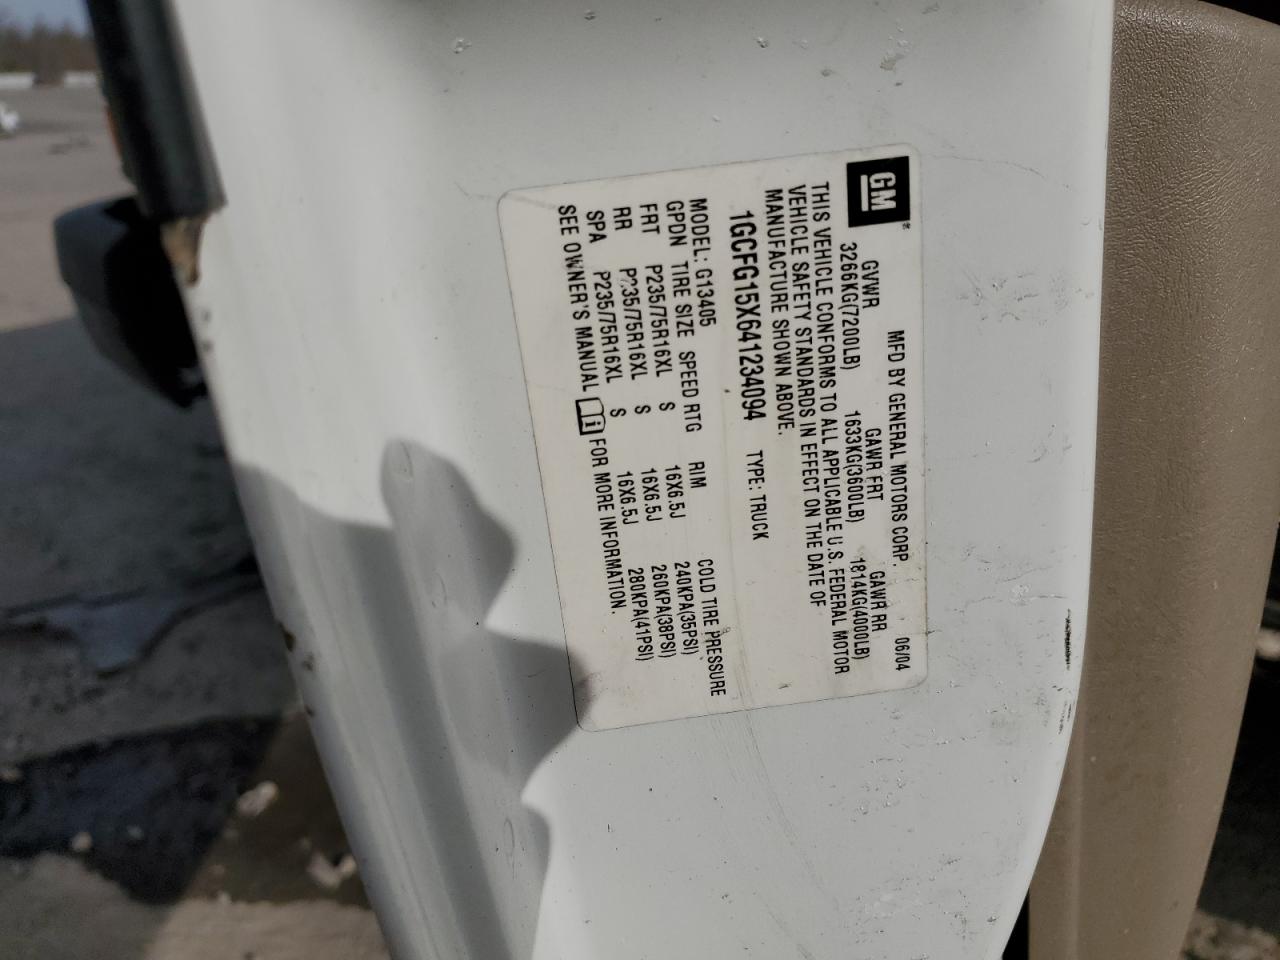 GM®
MFD BY GENERAL MOTORS CORP. 06/04
GVWR GAWR FRT GAWR RR
3266KG(7200LB) 1633KG(3600LB) 1814KG(4000LB)
THIS VEHICLE CONFORMS TO ALL APPLICABLE U.S. FEDERAL MOTOR
VEHICLE SAFETY STANDARDS IN EFFECT ON THE DATE OF
MANUFACTURE SHOWN ABOVE.
1GCFG15X641234094 TYPE: TRUCK
MODEL: G13405
GPDN TIRE SIZE SPEED RTG RIM COLD TIRE PRESSURE
FRT P235/75R16XL S 16X6.5J 240KPA(35PSI)
RR P235/75R16XL S 16X6.5J 260KPA(38PSI)
SPA P235/75R16XL S 16X6.5J 280KPA(41PSI)
SEE OWNER'S MANUAL i FOR MORE INFORMATION.